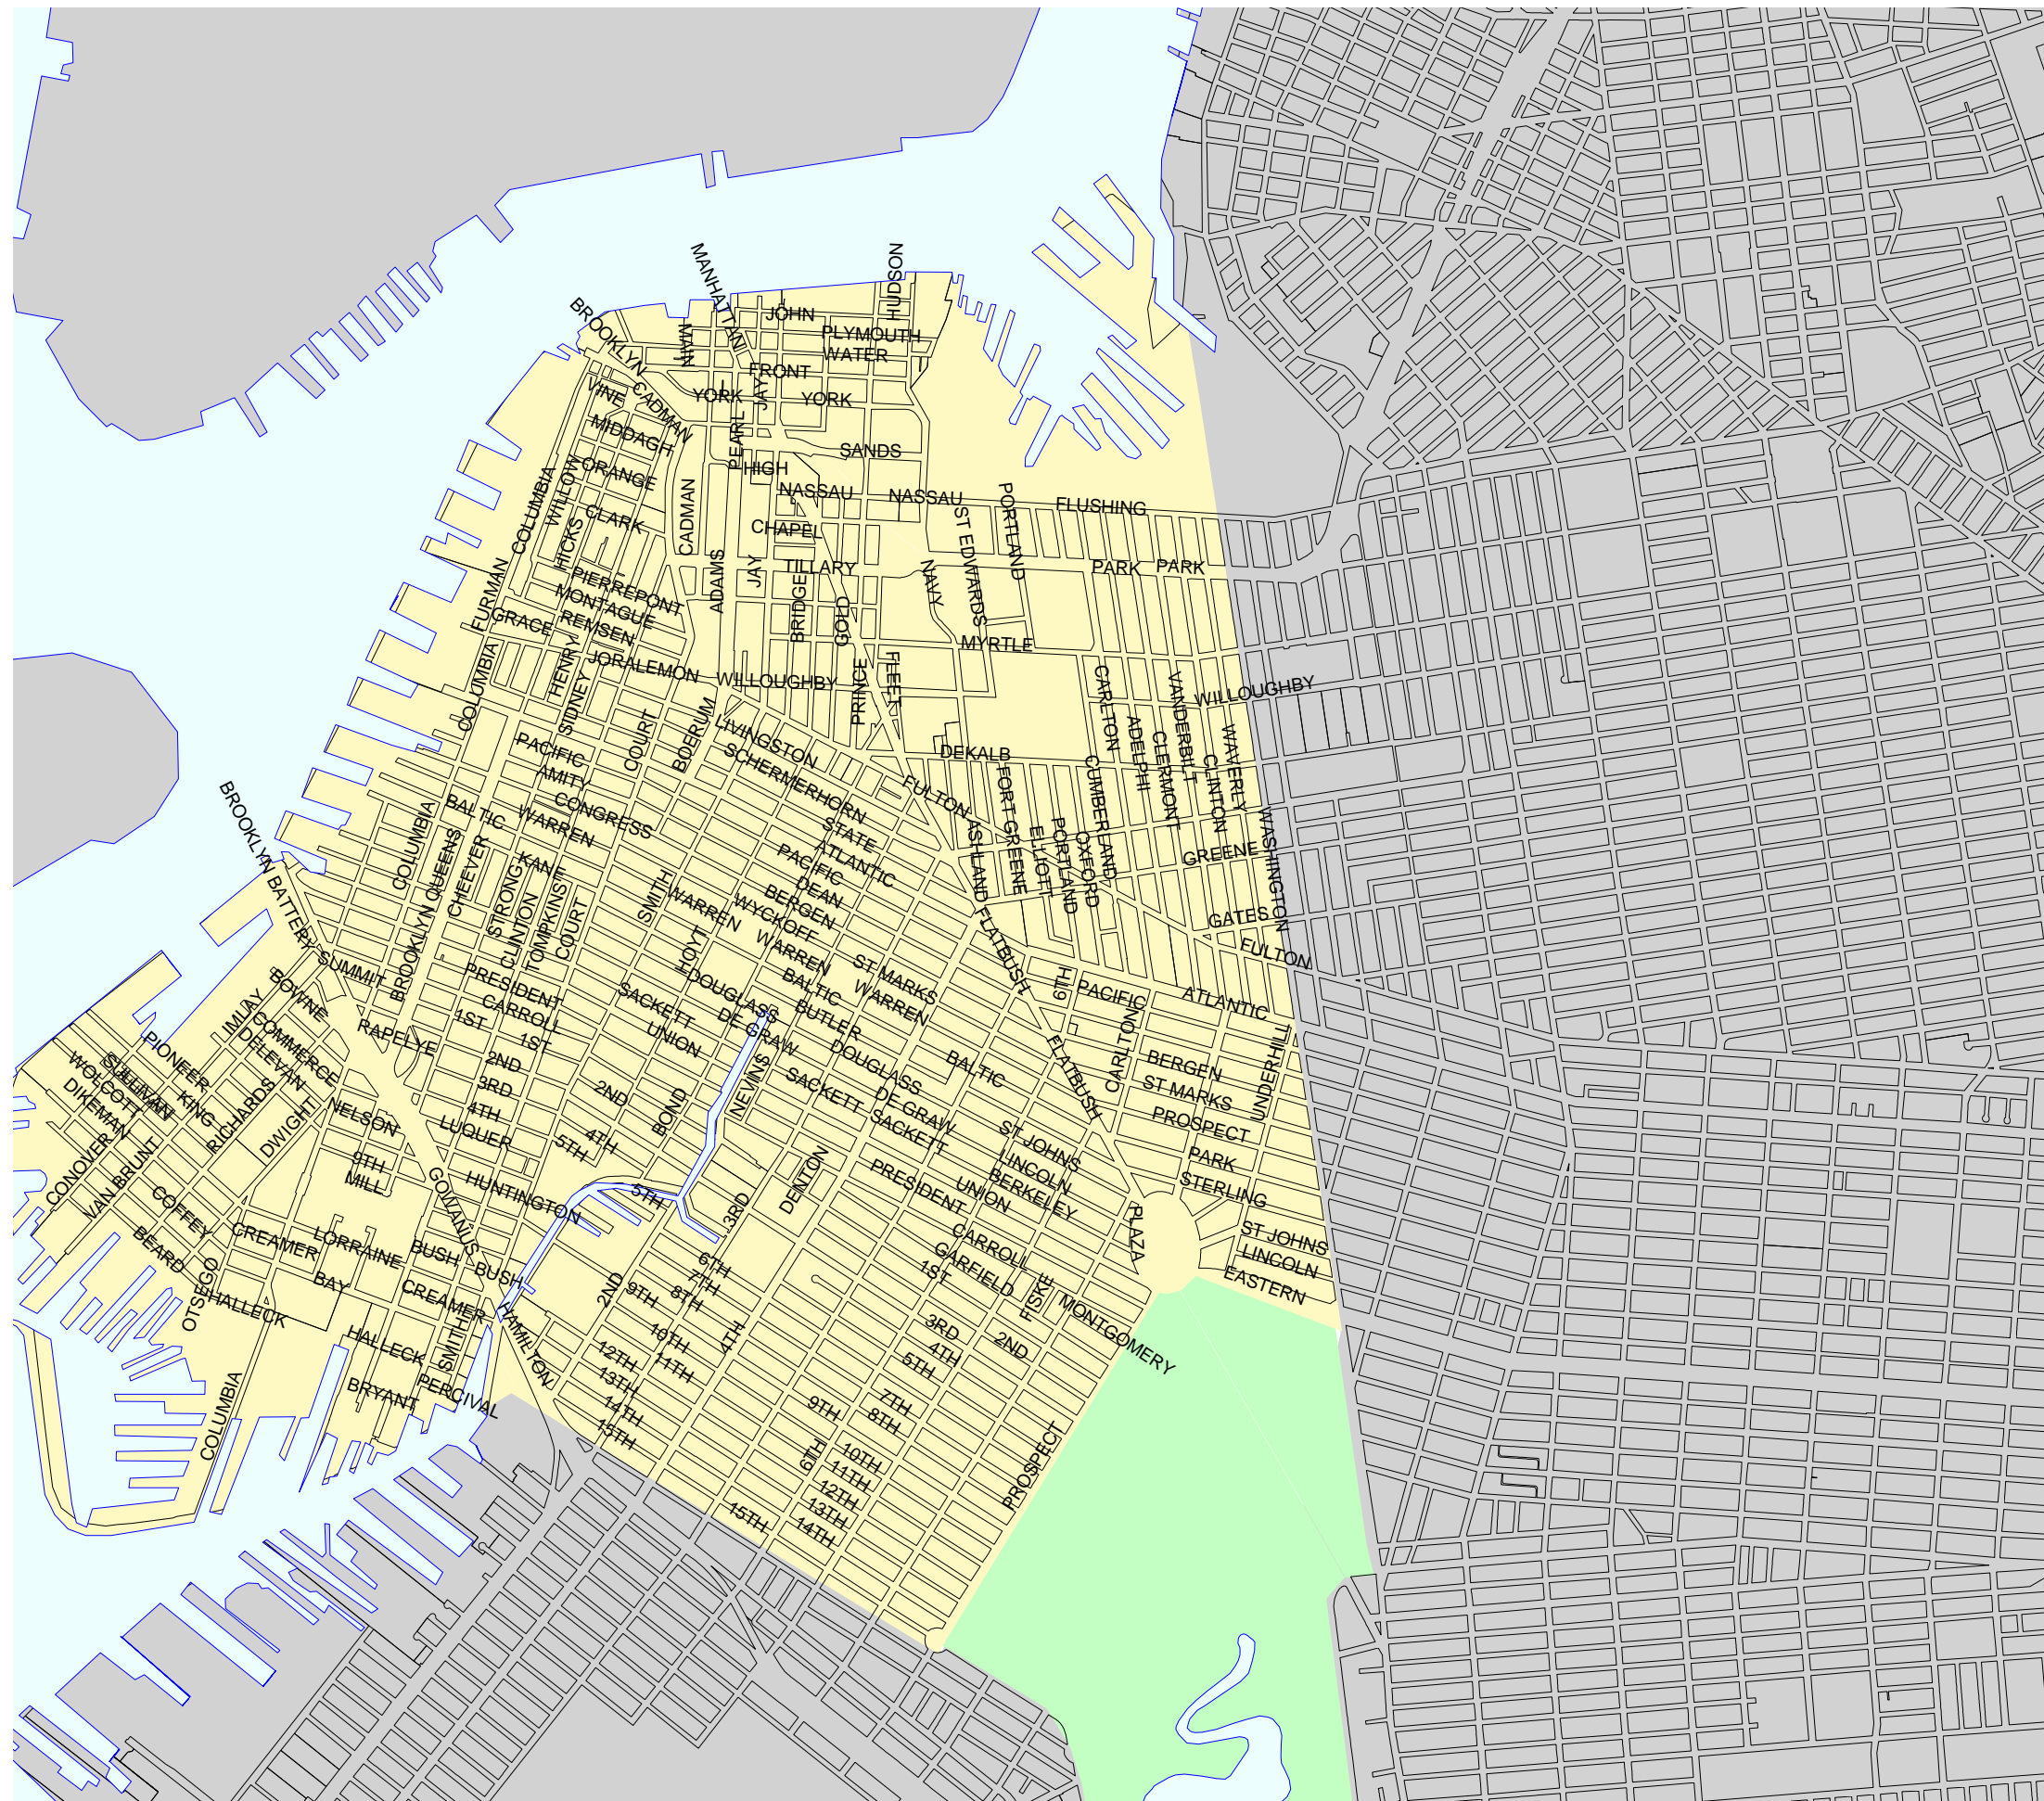 MANHATTAN
HUDSON
BROOKLYN
JOHN
MAIN
PLYMOUTH
WATER
FRONT
VINE
CADMAN
YORK
JAY
YORK
MIDDAGH
PEARL
SANDS
ORANGE
HIGH
WILLOW
COLUMBIA
NASSAU
NASSAU
PORTLAND
FLUSHING
CLARK
CADMAN
CHAPEL
ST EDWARDS
HICKS
ADAMS
JAY
TILLARY
NAVY
PARK
PARK
PIERREPONT
FURMAN
MONTAGUE
BRIDGE
GOLD
GRACE
REMSEN
MYRTLE
COLUMBIA
HENRY
JORALEMON
SIDNEY
WILLOUGHBY
PRINCE
FLEET
CARLTON
VANDERBILT
WILLOUGHBY
COURT
BOERUM
LIVINGSTON
PACIFIC
SCHERMERHORN
DEKALB
ADELPHI
CLERMONT
WAVERLY
CLINTON
AMITY
BROOKLYN BATTERY
COLUMBIA
BALTIC
CONGRESS
WARREN
FULTON
FORT GREENE
CUMBERLAND
WASHINGTON
STATE
BROOKLYN QUEENS
CHEEVER
ATLANTIC
ASHLAND
ELLIOTT
PORTLAND
OXFORD
GREENE
KANE
STRONG
PACIFIC
SMITH
DEAN
BERGEN
WARREN
WYCKOFF
CLINTON
TOMPKINS
COURT
WARREN
FLATBUSH
GATES
FULTON
HOYT
SUMMIT
ST MARKS
BALTIC
WARREN
DOUGLASS
PRESIDENT
BOWNE
IMLAY
6TH
PACIFIC
ATLANTIC
CARROLL
SACKETT
BUTLER
DE GRAW
COMMERCE
1ST
1ST
RAPELYE
UNION
DELEVAN
PIONEER
DOUGLASS
CARLTON
UNDERHILL
SULLIVAN
WOLCOTT
DIKEMAN
KING
RICHARDS
2ND
3RD
2ND
SACKETT
BALTIC
FLATBUSH
BERGEN
ST MARKS
NEVINS
BOND
DE GRAW
DWIGHT
NELSON
4TH
LUQUER
4TH
5TH
SACKETT
ST JOHNS
PROSPECT
CONOVER
VAN BRUNT
9TH
MILL
GOWANUS
HUNTINGTON
5TH
3RD
DENTON
PRESIDENT
LINCOLN
UNION
BERKELEY
PARK
STERLING
COFFEY
BEARD
CREAMER
LORRAINE
BUSH
BUSH
CARROLL
PLAZA
ST JOHNS
LINCOLN
EASTERN
OTSEGO
BAY
HALLECK
CREAMER
6TH
7TH
8TH
9TH
2ND
GARFIELD
1ST
FISKE
MONTGOMERY
SMITH
HAMILTON
HALLECK
10TH
11TH
12TH
13TH
4TH
3RD
2ND
4TH
5TH
COLUMBIA
BRYANT
PERCIVAL
14TH
15TH
7TH
8TH
9TH
6TH
10TH
11TH
12TH
13TH
14TH
15TH
PROSPECT